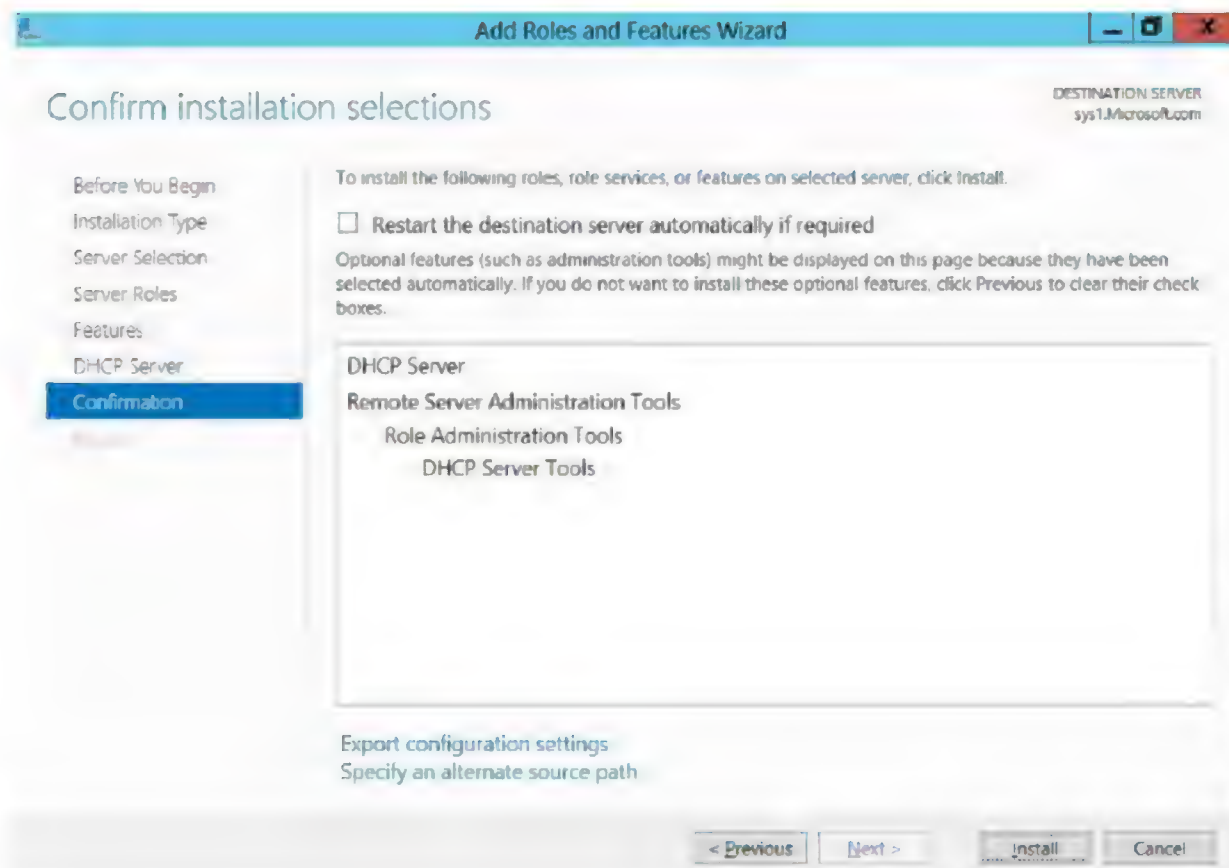 Add Roles and Features Wizard
Confirm installation selections
DESTINATION SERVER
sys1.Microsoft.com
Before You Begin
Installation Type
Server Selection
Server Roles
Features
DHCP Server
Confirmation
To install the following roles, role services, or features on selected server, click Install.
Restart the destination server automatically if required
Optional features (such as administration tools) might be displayed on this page because they have been
selected automatically. If you do not want to install these optional features, click Previous to clear their check
boxes.
DHCP Server
Remote Server Administration Tools
Role Administration Tools
DHCP Server Tools
Export configuration settings
Specify an alternate source path
< Previous
Next >
Install
Cancel